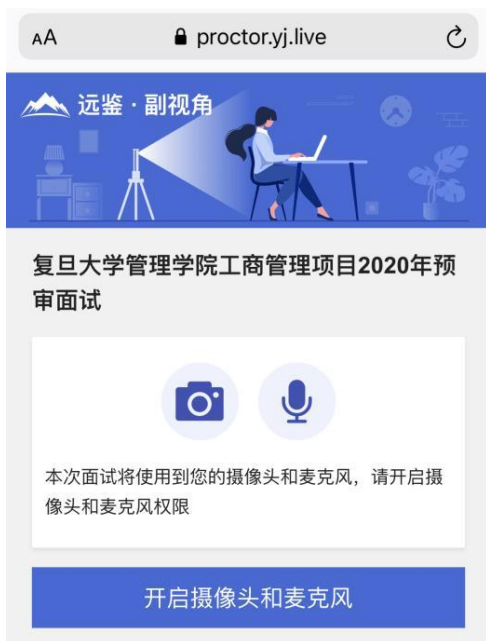 AA proctor.yj.live
远鉴·副视角
复旦大学管理学院工商管理项目2020年预
审面试
本次面试将使用到您的摄像头和麦克风，请开启摄
像头和麦克风权限
开启摄像头和麦克风